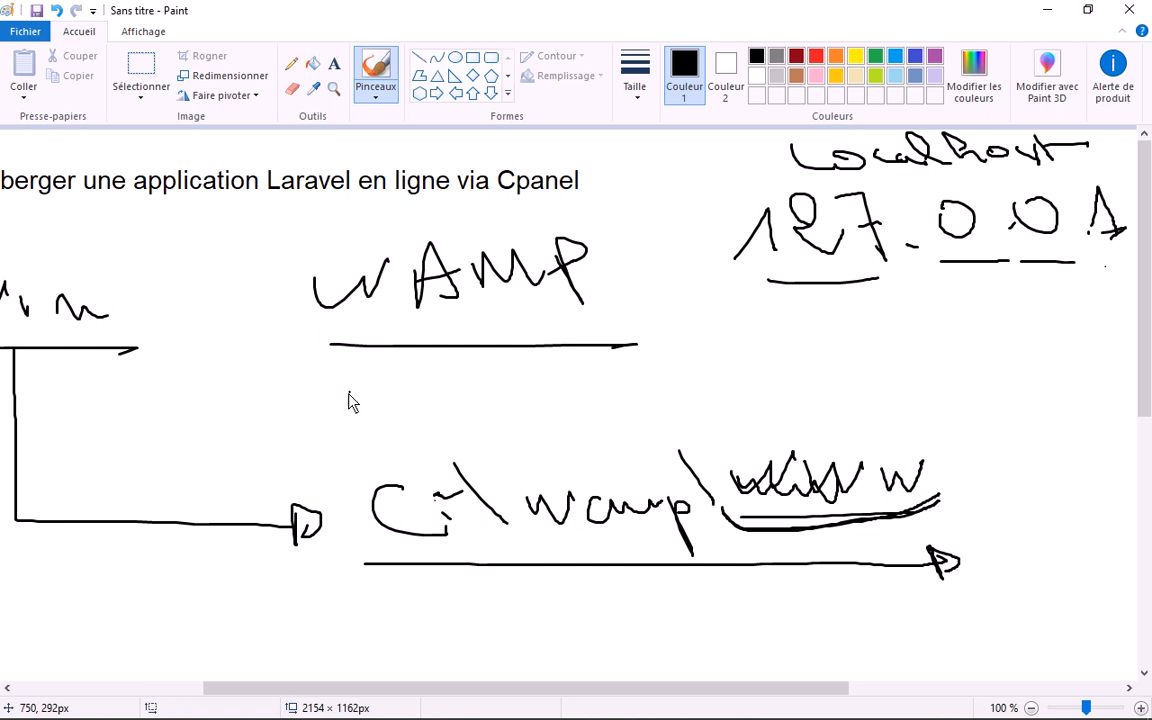 Sans titre - Paint
Fichier Accueil Affichage
Coller
Couper
Copier
Presse-papiers
Sélectionner
Rogner
Redimensionner
Faire pivoter
Image
Outils
Pinceaux
Formes
Contour
Remplissage
Taille
Couleur 1
Couleur 2
Couleurs
Modifier les couleurs
Modifier avec Paint 3D
Alerte de produit
berger une application Laravel en ligne via Cpanel
Localhost
127.0.0.1
WAMP
C:\wamp\www
750, 292px
2154 × 1162px
100 %